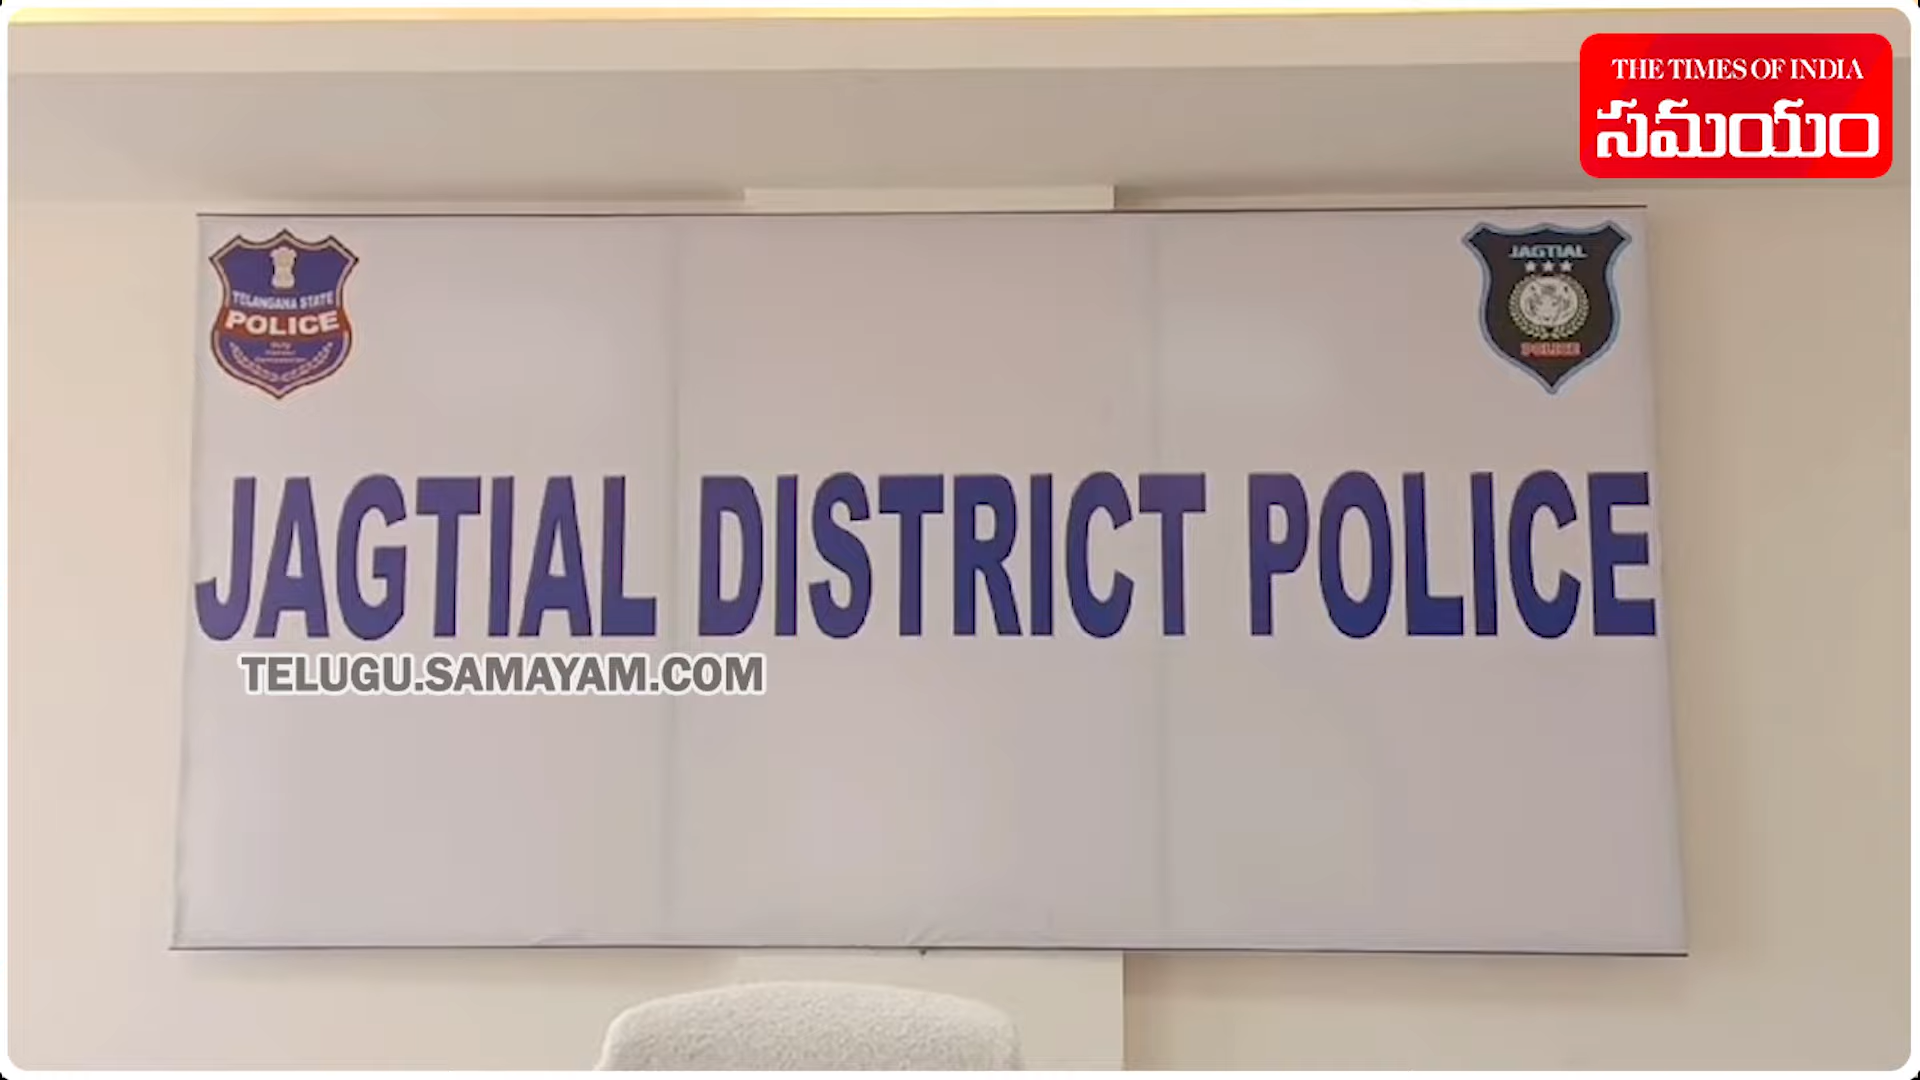 THE TIMES OF INDIA
సమయం
TELANGANA STATE
POLICE
JAGTIAL
POLICE
JAGTIAL DISTRICT POLICE
TELUGU.SAMAYAM.COM